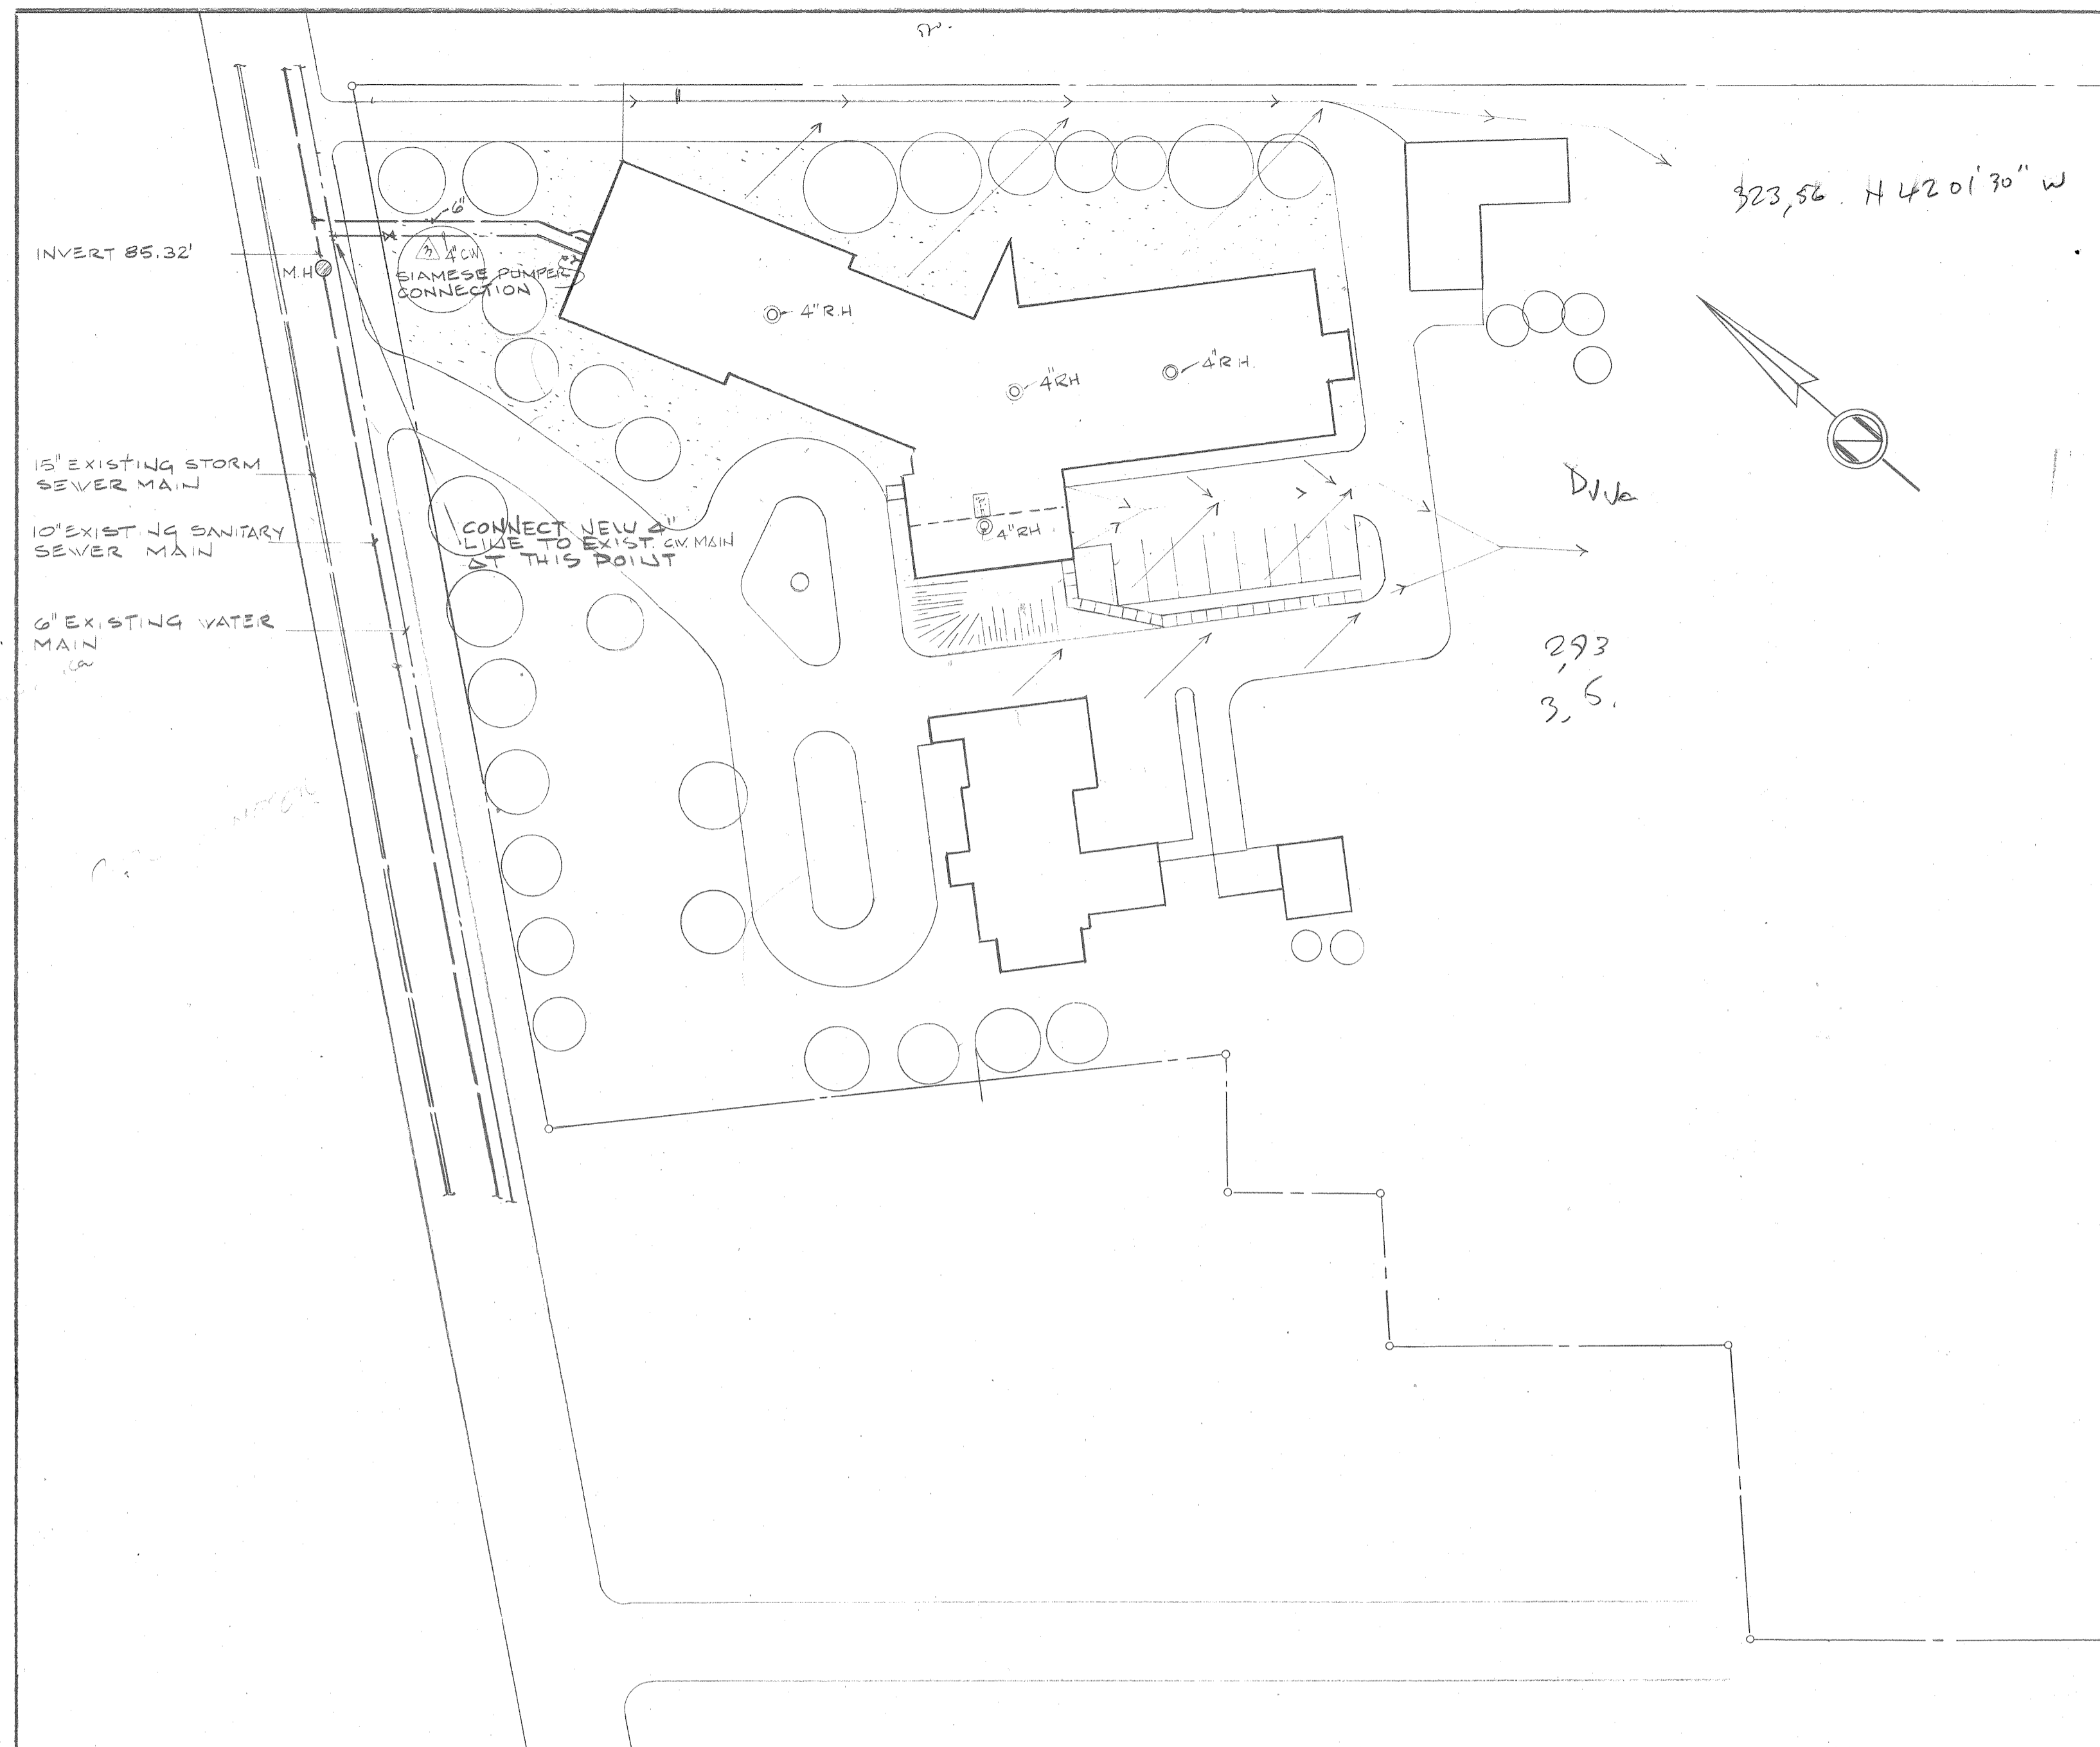 323,56. N 42 01' 30" W
6"
INVERT 85.32'
M.H
3
4" CW
SIAMESE PUMPER
CONNECTION
4" R.H
4" RH
4" R.H.
15" EXISTING STORM
SEWER MAIN
10" EXIST NG SANITARY
SEWER MAIN
CONNECT NEW 4"
LINE TO EXIST. CW. MAIN
AT THIS POINT
4" RH
6" EXISTING WATER
MAIN
293
3, 5.